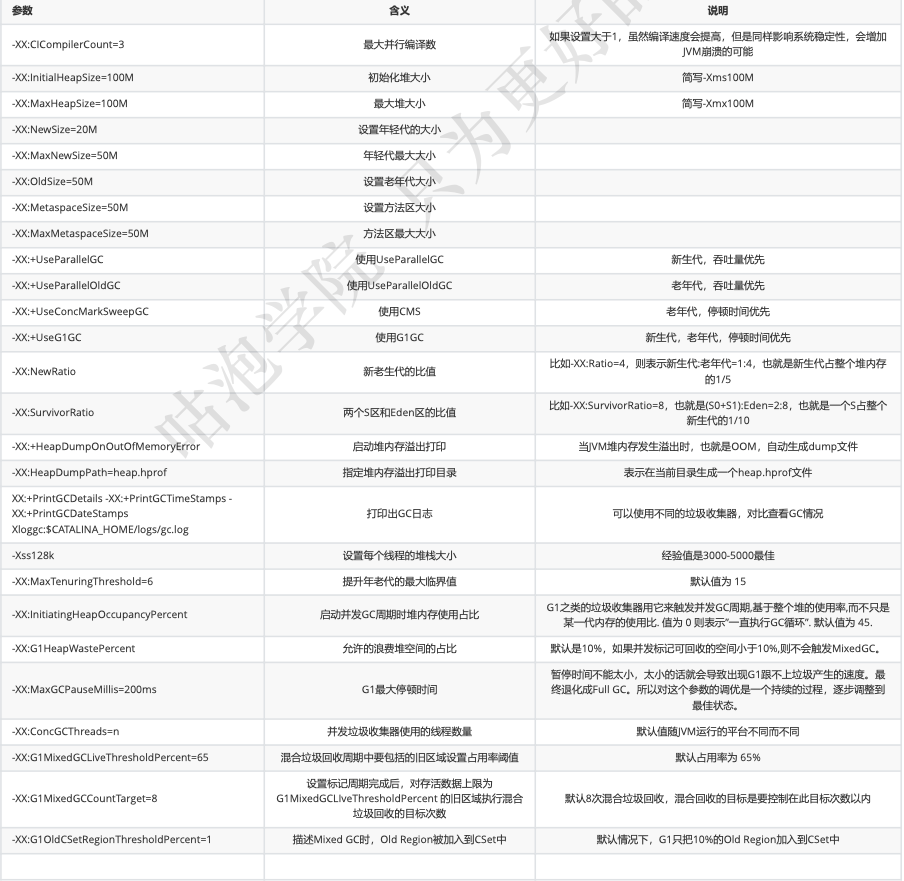 参数 含义 说明
-XX:CICompilerCount=3 最大并行编译数 如果设置大于1，虽然编译速度会提高，但是同样影响系统稳定性，会增加
JVM崩溃的可能
-XX:InitialHeapSize=100M 初始化堆大小 简写-Xms100M
-XX:MaxHeapSize=100M 最大堆大小 简写-Xmx100M
-XX:NewSize=20M 设置年轻代的大小
-XX:MaxNewSize=50M 年轻代最大大小
-XX:OldSize=50M 设置老年代大小
-XX:MetaspaceSize=50M 设置方法区大小
-XX:MaxMetaspaceSize=50M 方法区最大大小
-XX:+UseParallelGC 使用UseParallelGC 新生代，吞吐量优先
-XX:+UseParallelOldGC 使用UseParallelOldGC 老年代，吞吐量优先
-XX:+UseConcMarkSweepGC 使用CMS 老年代，停顿时间优先
-XX:+UseG1GC 使用G1GC 新生代，老年代，停顿时间优先
-XX:NewRatio 新老生代的比值 比如-XX:Ratio=4，则表示新生代:老年代=1:4，也就是新生代占整个堆内存
的1/5
-XX:SurvivorRatio 两个S区和Eden区的比值 比如-XX:SurvivorRatio=8，也就是(S0+S1):Eden=2:8，也就是一个S占整个
新生代的1/10
-XX:+HeapDumpOnOutOfMemoryError 启动堆内存溢出打印 当JVM堆内存发生溢出时，也就是OOM，自动生成dump文件
-XX:HeapDumpPath=heap.hprof 指定堆内存溢出打印目录 表示在当前目录生成一个heap.hprof文件
XX:+PrintGCDetails -XX:+PrintGCTimeStamps -
XX:+PrintGCDateStamps
Xloggc:$CATALINA_HOME/logs/gc.log 打印出GC日志 可以使用不同的垃圾收集器，对比查看GC情况
-Xss128k 设置每个线程的堆栈大小 经验值是3000-5000最佳
-XX:MaxTenuringThreshold=6 提升年老代的最大临界值 默认值为 15
-XX:InitiatingHeapOccupancyPercent 启动并发GC周期时堆内存使用占比 G1之类的垃圾收集器用它来触发并发GC周期,基于整个堆的使用率,而不只是
某一代内存的使用比. 值为 0 则表示"一直执行GC循环". 默认值为 45.
-XX:G1HeapWastePercent 允许的浪费堆空间的占比 默认是10%，如果并发标记可回收的空间小于10%,则不会触发MixedGC。
-XX:MaxGCPauseMillis=200ms G1最大停顿时间 暂停时间不能太小，太小的话就会导致出现G1跟不上垃圾产生的速度。最
终退化成Full GC。所以对这个参数的调优是一个持续的过程，逐步调整到
最佳状态。
-XX:ConcGCThreads=n 并发垃圾收集器使用的线程数量 默认值随JVM运行的平台不同而不同
-XX:G1MixedGCLiveThresholdPercent=65 混合垃圾回收周期中要包括的旧区域设置占用率阈值 默认占用率为 65%
-XX:G1MixedGCCountTarget=8 设置标记周期完成后，对存活数据上限为
G1MixedGCLIveThresholdPercent 的旧区域执行混合
垃圾回收的目标次数 默认8次混合垃圾回收，混合回收的目标是要控制在此目标次数以内
-XX:G1OldCSetRegionThresholdPercent=1 描述Mixed GC时，Old Region被加入到CSet中 默认情况下，G1只把10%的Old Region加入到CSet中
咕泡学院 只为更好的